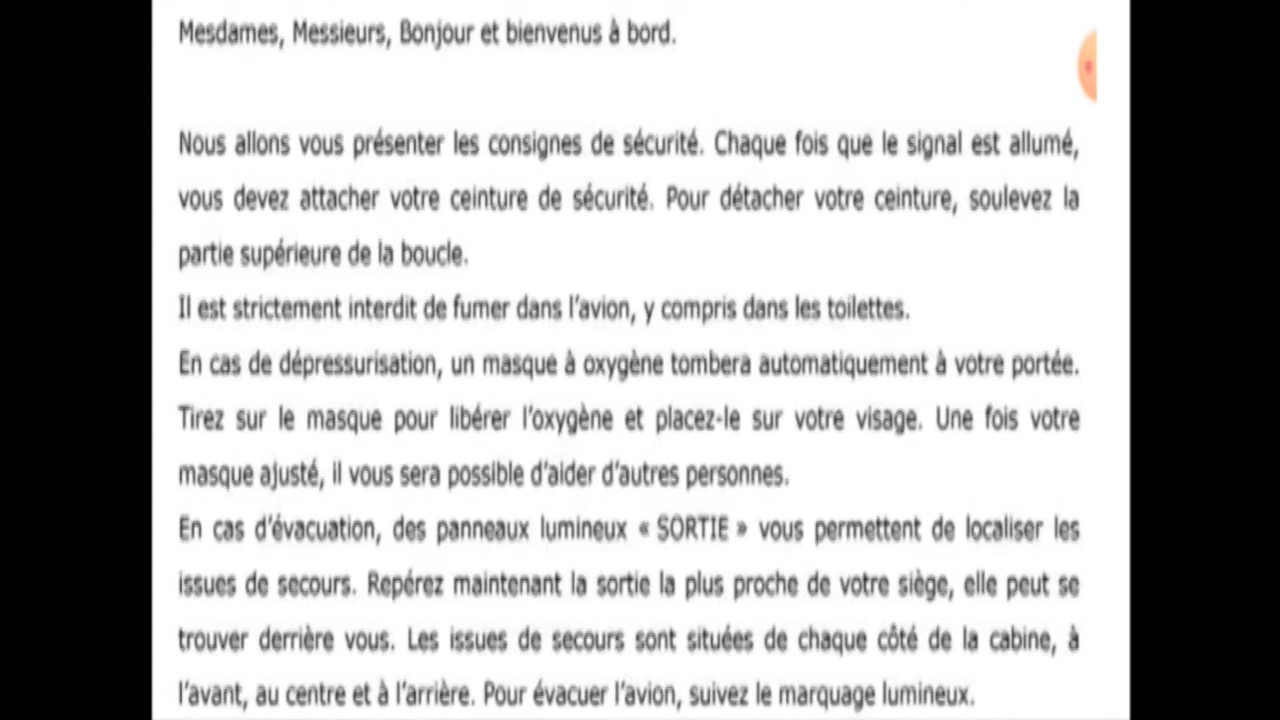 Mesdames, Messieurs, Bonjour et bienvenus à bord.
Nous allons vous présenter les consignes de sécurité. Chaque fois que le signal est allumé,
vous devez attacher votre ceinture de sécurité. Pour détacher votre ceinture, soulevez la
partie supérieure de la boucle.
Il est strictement interdit de fumer dans l'avion, y compris dans les toilettes.
En cas de dépressurisation, un masque à oxygène tombera automatiquement à votre portée.
Tirez sur le masque pour libérer l'oxygène et placez-le sur votre visage. Une fois votre
masque ajusté, il vous sera possible d'aider d'autres personnes.
En cas d'évacuation, des panneaux lumineux « SORTIE » vous permettent de localiser les
issues de secours. Repérez maintenant la sortie la plus proche de votre siège, elle peut se
trouver derrière vous. Les issues de secours sont situées de chaque côté de la cabine, à
l'avant, au centre et à l'arrière. Pour évacuer l'avion, suivez le marquage lumineux.